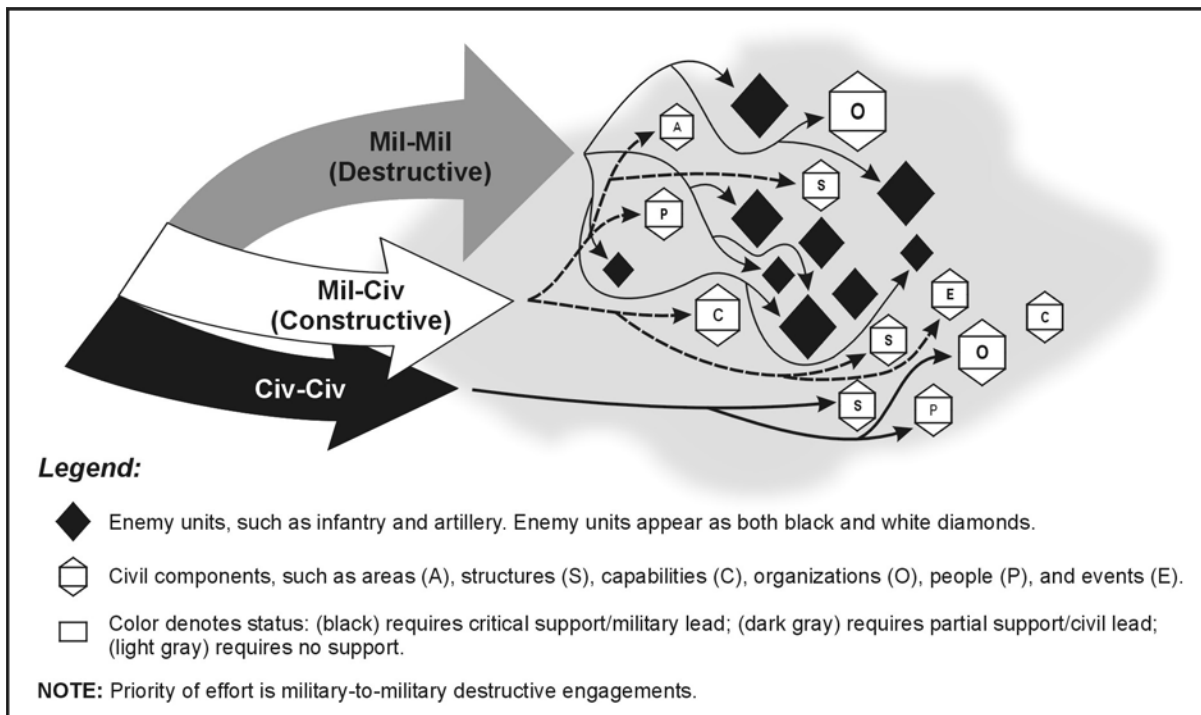 Mil-Mil
(Destructive)
A
O
S
P
Mil-Civ
(Constructive)
C
E
C
S
O
Civ-Civ
S
P
Legend:
Enemy units, such as infantry and artillery. Enemy units appear as both black and white diamonds.
Civil components, such as areas (A), structures (S), capabilities (C), organizations (O), people (P), and events (E).
Color denotes status: (black) requires critical support/military lead; (dark gray) requires partial support/civil lead;
(light gray) requires no support.
NOTE: Priority of effort is military-to-military destructive engagements.